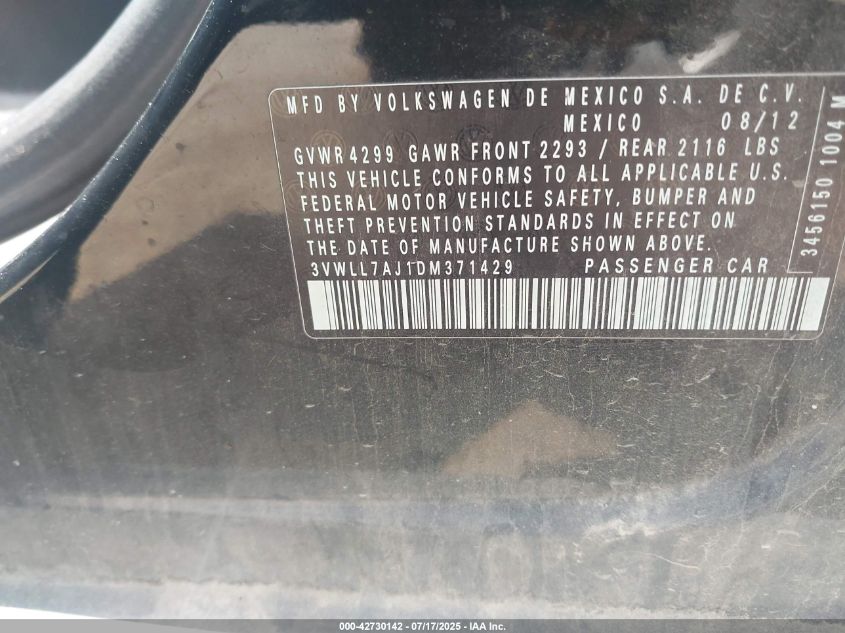 MFD BY VOLKSWAGEN DE MEXICO S.A. DE C.V.
MEXICO 08/12
GVWR 4299 GAWR FRONT 2293 / REAR 2116 LBS
THIS VEHICLE CONFORMS TO ALL APPLICABLE U.S.
FEDERAL MOTOR VEHICLE SAFETY, BUMPER AND
THEFT PREVENTION STANDARDS IN EFFECT ON
THE DATE OF MANUFACTURE SHOWN ABOVE.
3VWLL7AJ1DM371429 PASSENGER CAR
3456150 1004 M
000-42730142 - 07/17/2025 - IAA Inc.